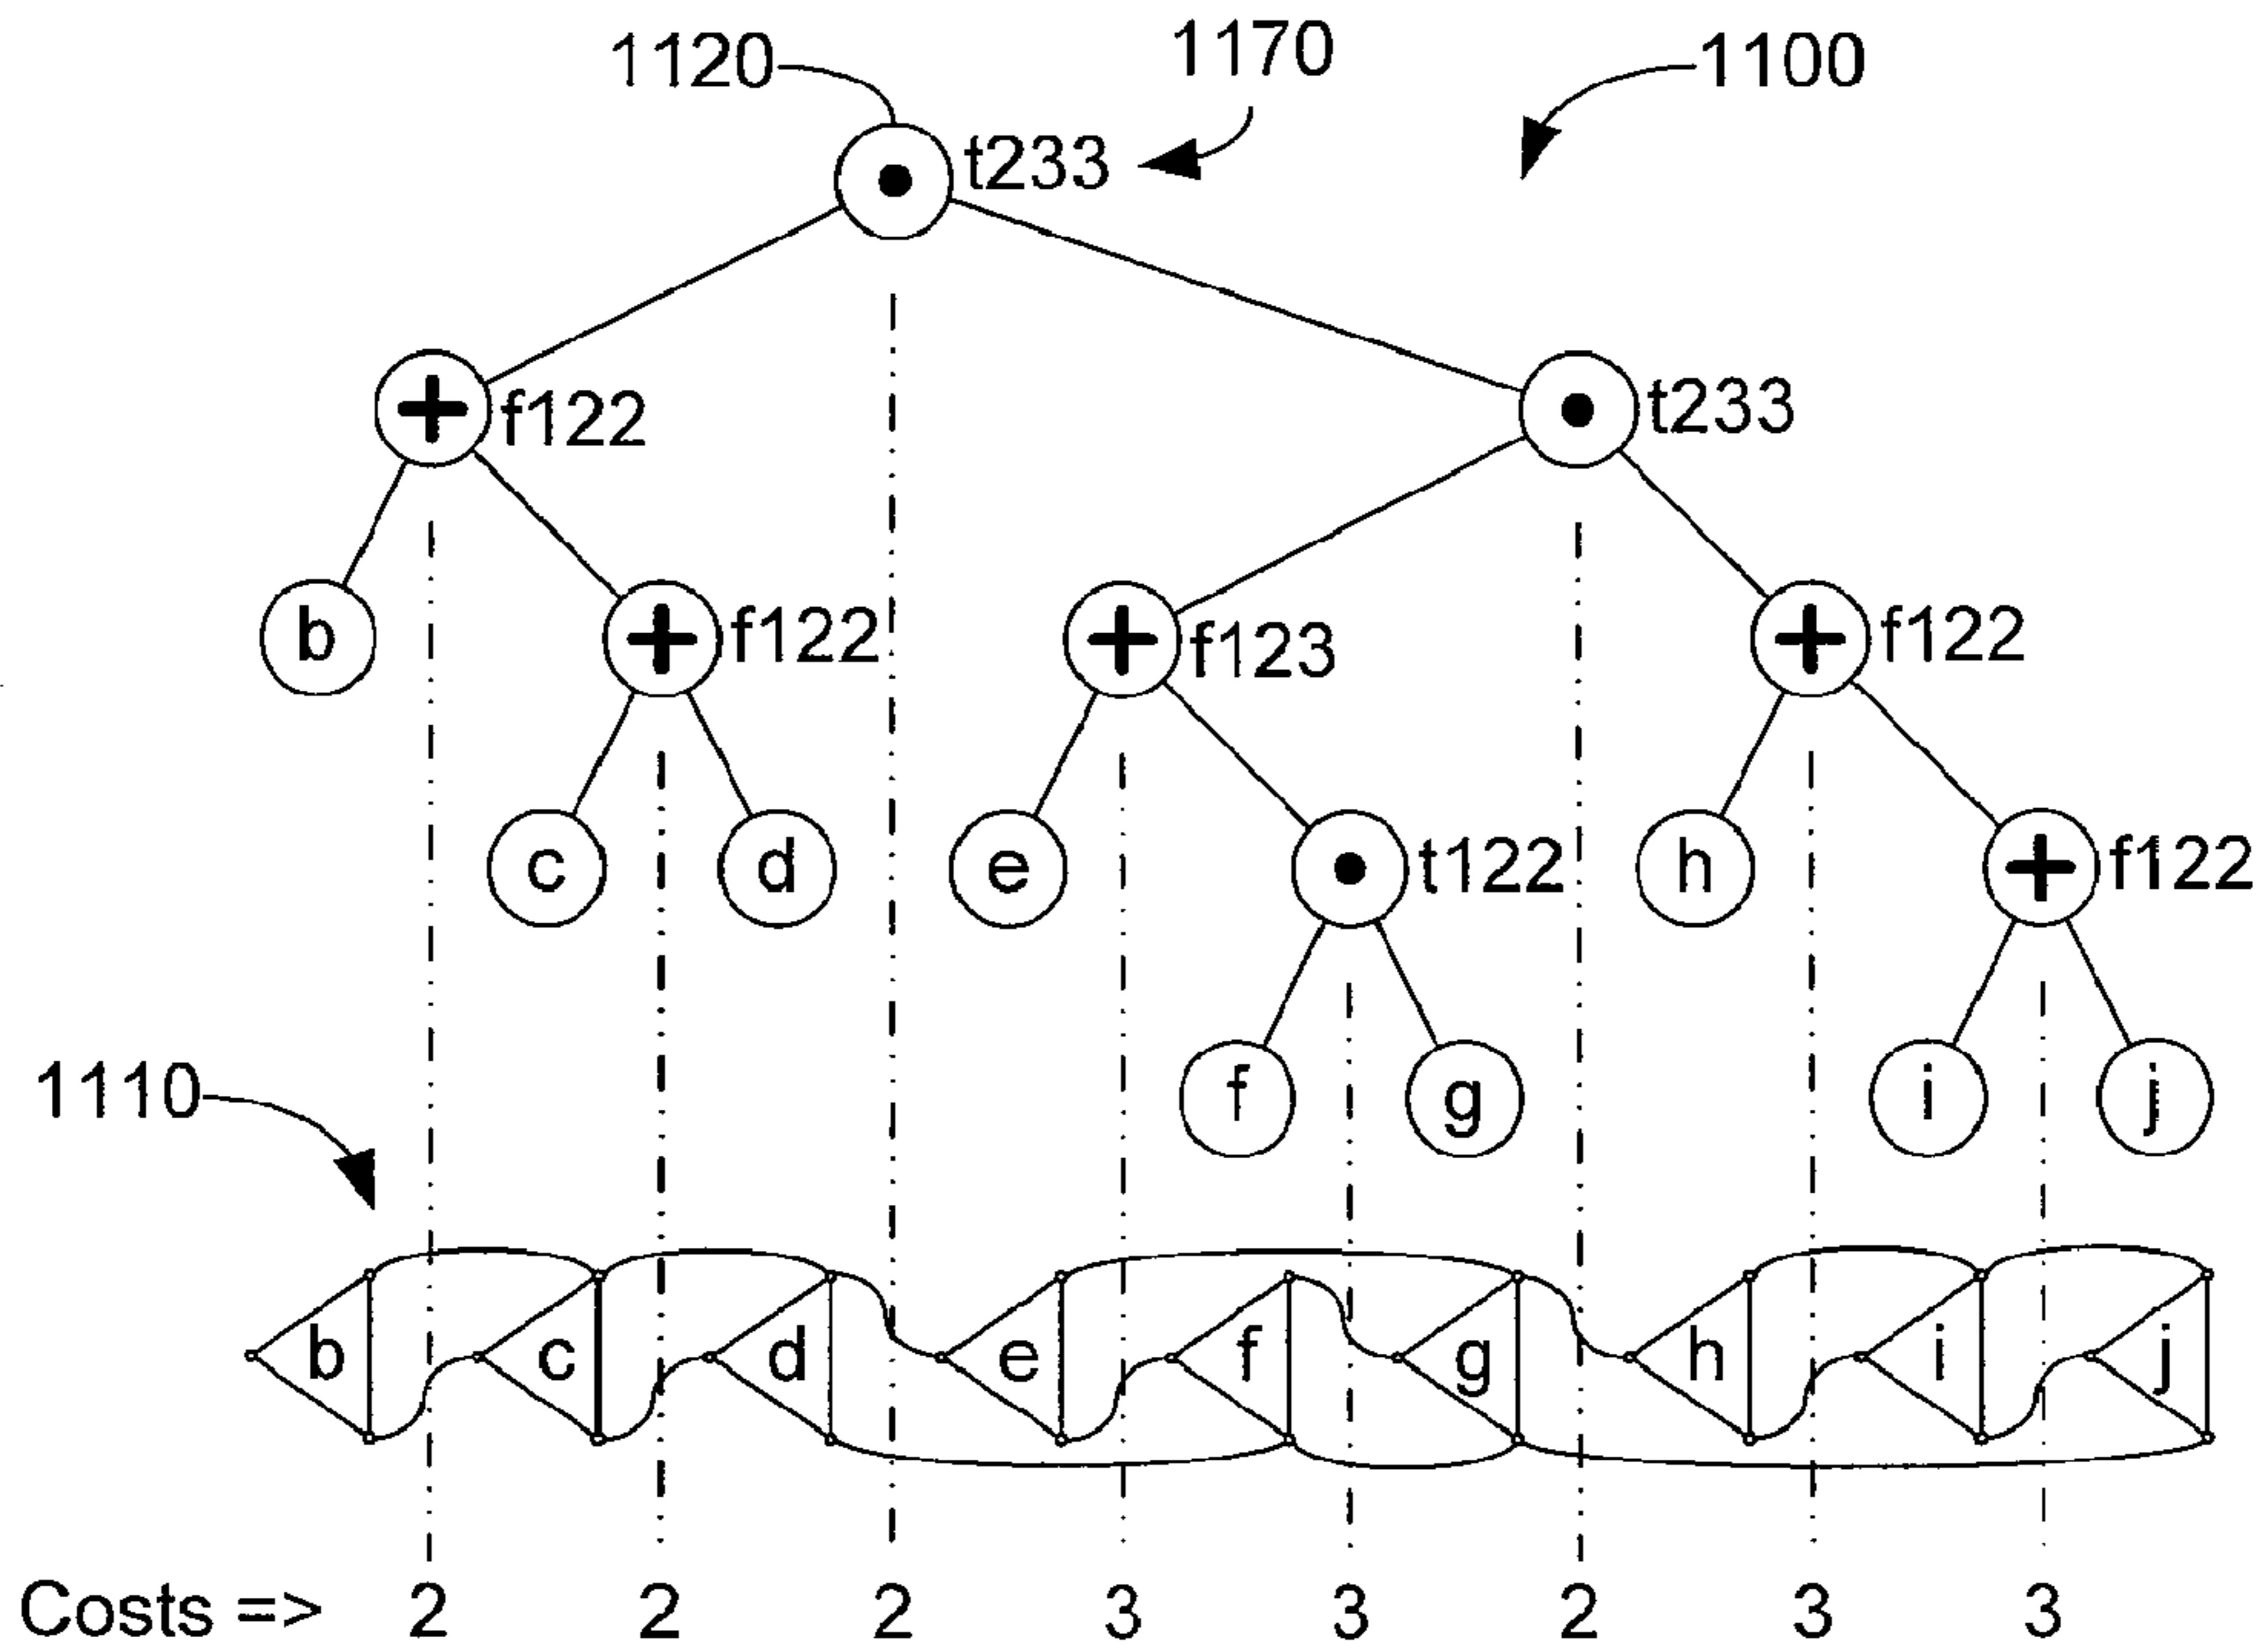 1120 1170 1100
t233
f122 t233
b f122 f123 f122
c d e t122 h f122
1110 f g i j
b c d e f g h i j
Costs => 2 2 2 3 3 2 3 3